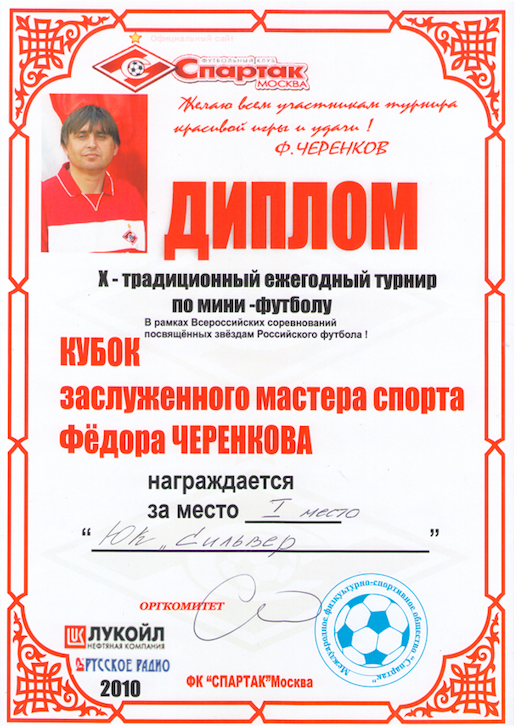 Официальный сайт
ФУТБОЛЬНЫЙ КЛУБ
Спартак
МОСКВА
Желаю всем участникам турнира
красивой игры и удачи !
Ф.ЧЕРЕНКОВ
ДИПЛОМ
X - традиционный ежегодный турнир
по мини -футболу
В рамках Всероссийских соревнований
посвящённых звёздам Российского футбола !
КУБОК
заслуженного мастера спорта
Фёдора ЧЕРЕНКОВА
награждается
за место I место
“ ЮК „Сильвер ”
ОРГКОМИТЕТ
Международное физкультурно-спортивное общество "Спартак"
ЛУКОЙЛ
НЕФТЯНАЯ КОМПАНИЯ
РУССКОЕ РАДИО
2010
ФК “СПАРТАК”Москва